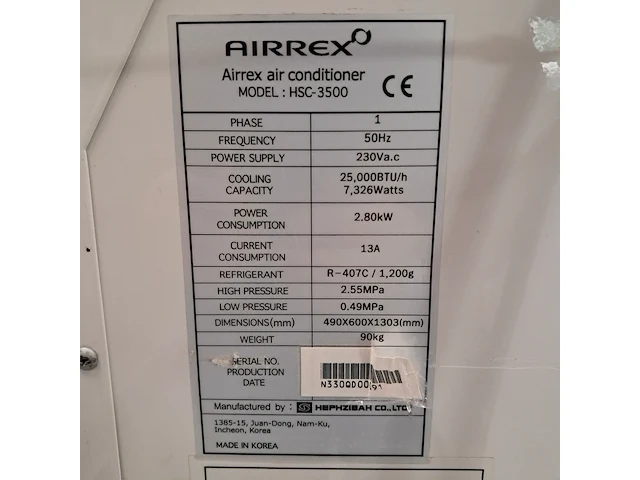 AIRREX
Airrex air conditioner
MODEL : HSC-3500
CE
PHASE 1
FREQUENCY 50Hz
POWER SUPPLY 230Va.c
COOLING CAPACITY 25,000BTU/h 7,326Watts
POWER CONSUMPTION 2.80kW
CURRENT CONSUMPTION 13A
REFRIGERANT R-407C / 1,200g
HIGH PRESSURE 2.55MPa
LOW PRESSURE 0.49MPa
DIMENSIONS(mm) 490X600X1303(mm)
WEIGHT 90kg
SERIAL NO.
PRODUCTION
DATE
Manufactured by : HEPHZIBAH CO.,LTD
1385-15, Juan-Dong, Nam-Ku,
Incheon, Korea
MADE IN KOREA